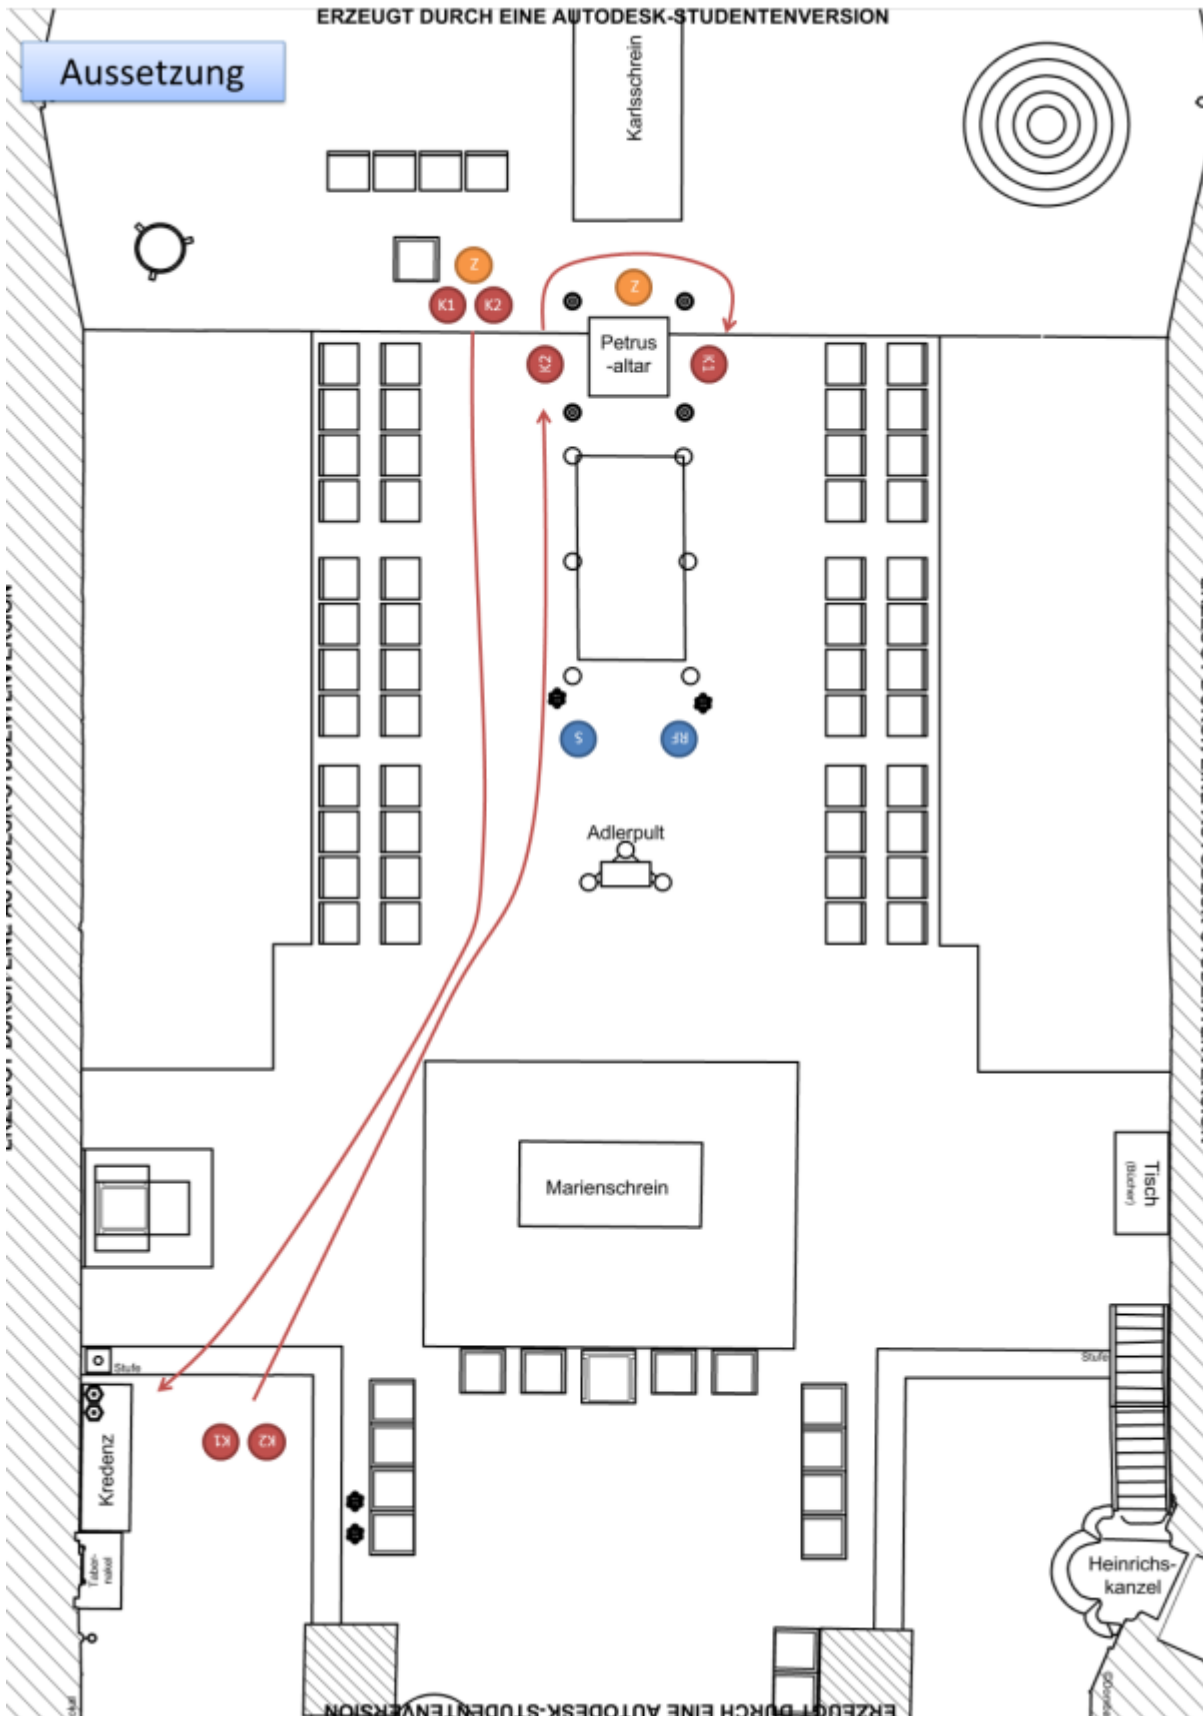 ERZEUGT DURCH EINE AUTODESK-STUDENTENVERSION
Aussetzung
Karlsschrein
Z
Z
K1
K2
Petrus
-altar
K2
K1
S
RF
Adlerpult
Marienschrein
Tisch
(Bücher)
Stufe
Stufe
K1
K2
Kredenz
Taber-
nakel
Heinrichs-
kanzel
ERZEUGT DURCH EINE AUTODESK-STUDENTENVERSION